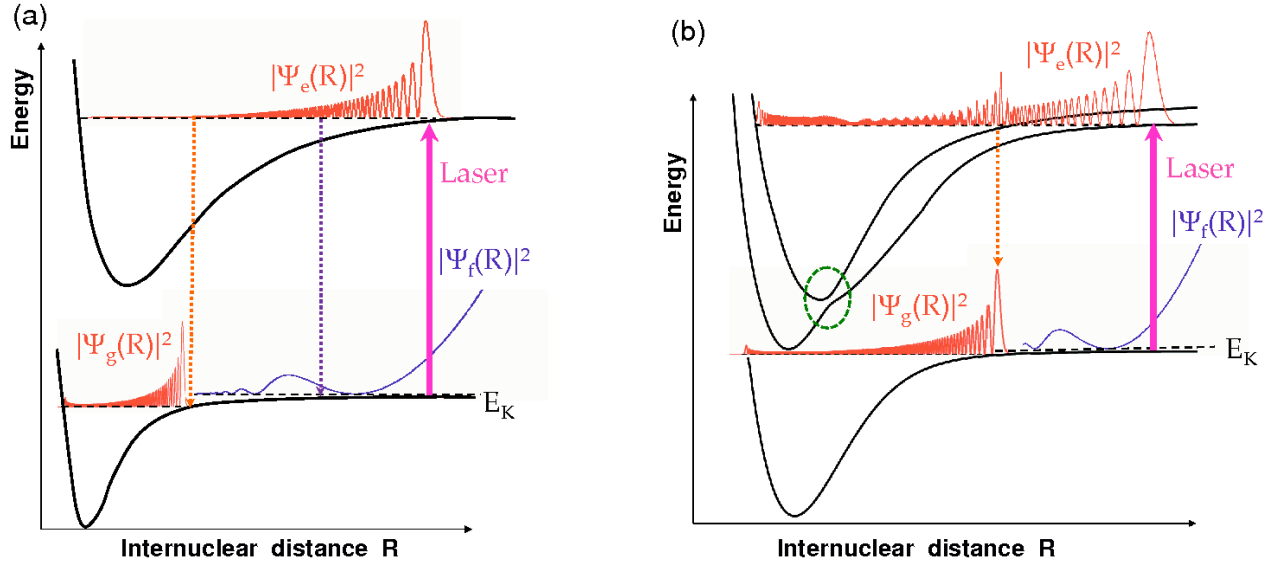 (a)
|Ψe(R)|²
Energy
Laser
|Ψf(R)|²
|Ψg(R)|²
EK
Internuclear distance R
(b)
|Ψe(R)|²
Energy
Laser
|Ψf(R)|²
|Ψg(R)|²
EK
Internuclear distance R